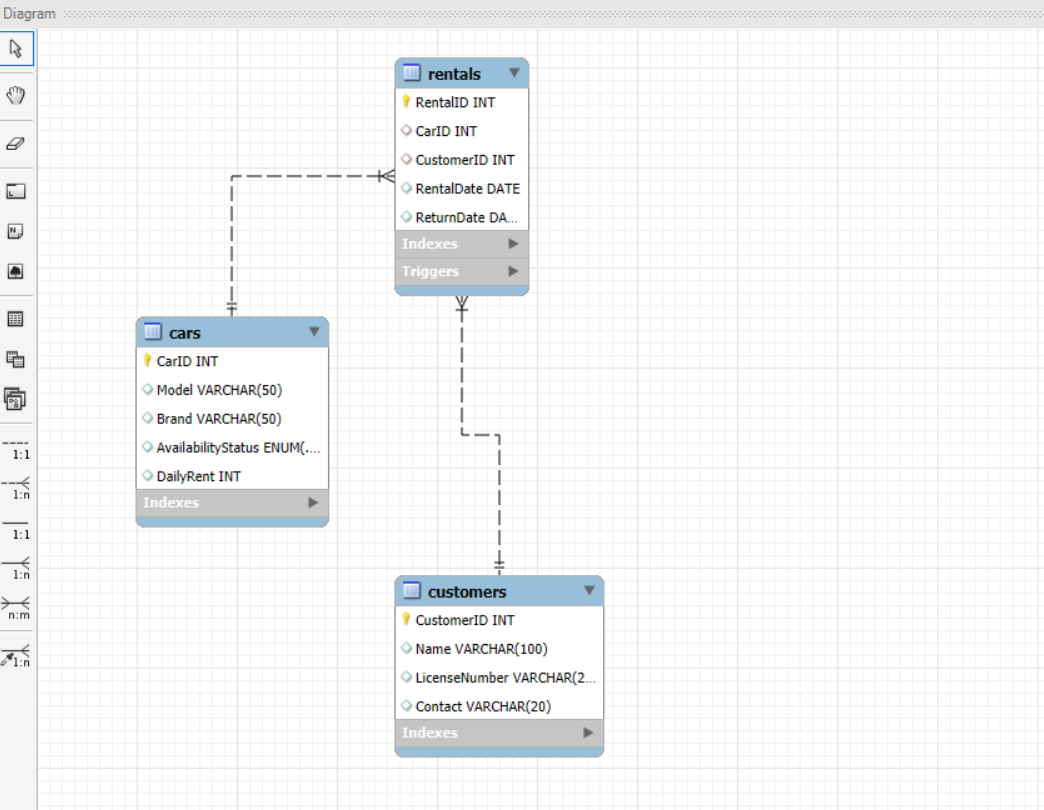 Diagram
rentals
RentalID INT
CarID INT
CustomerID INT
RentalDate DATE
ReturnDate DA...
Indexes
Triggers
cars
CarID INT
Model VARCHAR(50)
Brand VARCHAR(50)
AvailabilityStatus ENUM(....
DailyRent INT
Indexes
customers
CustomerID INT
Name VARCHAR(100)
LicenseNumber VARCHAR(2...
Contact VARCHAR(20)
Indexes
1:1
1:n
1:1
1:n
n:m
1:n